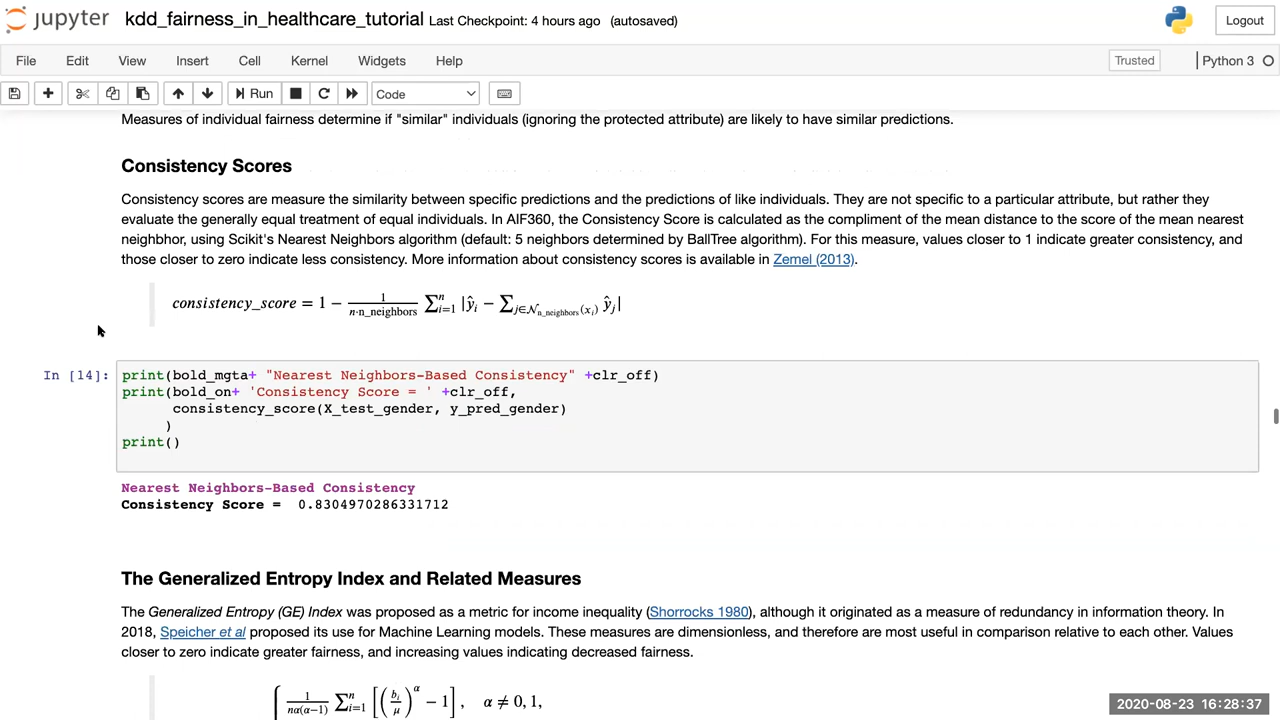 jupyter kdd_fairness_in_healthcare_tutorial Last Checkpoint: 4 hours ago (autosaved) Logout
File Edit View Insert Cell Kernel Widgets Help Trusted Python 3
Run Code
Measures of individual fairness determine if "similar" individuals (ignoring the protected attribute) are likely to have similar predictions.
Consistency Scores
Consistency scores are measure the similarity between specific predictions and the predictions of like individuals. They are not specific to a particular attribute, but rather they
evaluate the generally equal treatment of equal individuals. In AIF360, the Consistency Score is calculated as the compliment of the mean distance to the score of the mean nearest
neighbhor, using Scikit's Nearest Neighbors algorithm (default: 5 neighbors determined by BallTree algorithm). For this measure, values closer to 1 indicate greater consistency, and
those closer to zero indicate less consistency. More information about consistency scores is available in Zemel (2013).
consistency_score = 1 − 1/(n·n_neighbors) ∑ⁿᵢ₌₁ |ŷᵢ − ∑_{j∈𝒩_{n_neighbors}(xᵢ)} ŷⱼ|
In [14]: print(bold_mgta+ "Nearest Neighbors-Based Consistency" +clr_off)
print(bold_on+ 'Consistency Score = ' +clr_off,
consistency_score(X_test_gender, y_pred_gender)
)
print()
Nearest Neighbors-Based Consistency
Consistency Score = 0.8304970286331712
The Generalized Entropy Index and Related Measures
The Generalized Entropy (GE) Index was proposed as a metric for income inequality (Shorrocks 1980), although it originated as a measure of redundancy in information theory. In
2018, Speicher et al proposed its use for Machine Learning models. These measures are dimensionless, and therefore are most useful in comparison relative to each other. Values
closer to zero indicate greater fairness, and increasing values indicating decreased fairness.
1/(nα(α−1)) ∑ⁿᵢ₌₁ [(bᵢ/μ)^α − 1], α ≠ 0, 1,
2020-08-23 16:28:37